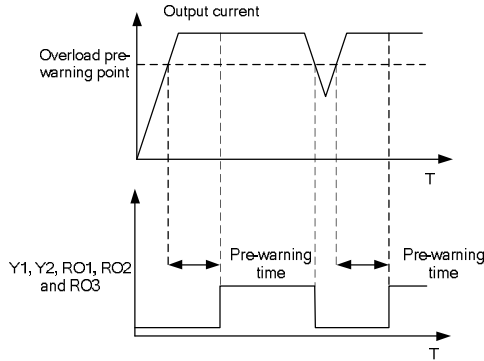 Output current
Overload pre-
warning point
T
Y1, Y2, RO1, RO2
and RO3
Pre-warning
time
Pre-warning
time
T